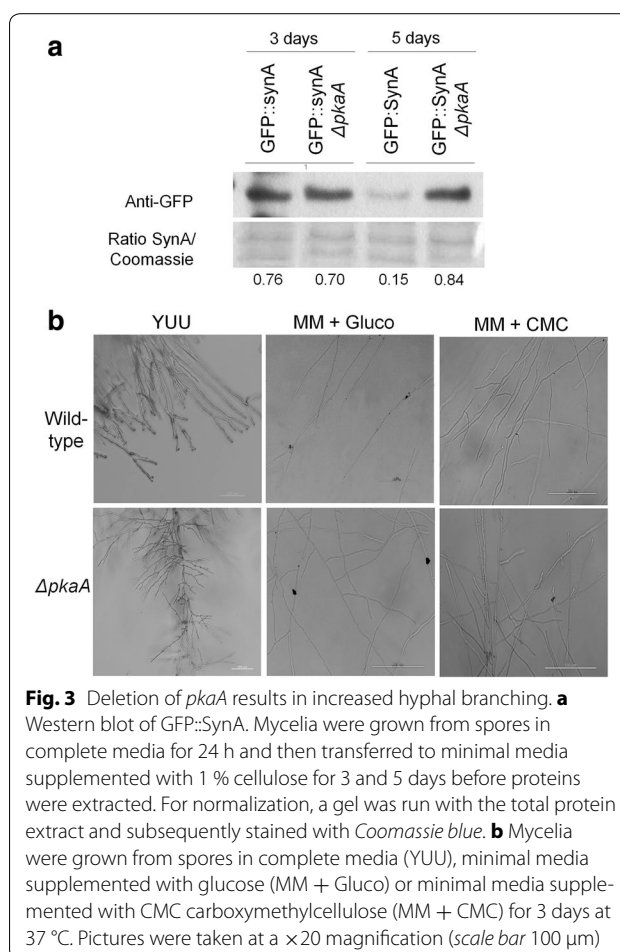 a
3 days
5 days
GFP::synA
GFP::synA
ΔpkaA
GFP:SynA
GFP::SynA
ΔpkaA
Anti-GFP
Ratio SynA/
Coomassie
0.76
0.70
0.15
0.84
b
YUU
MM + Gluco
MM + CMC
Wild-
type
ΔpkaA
Fig. 3 Deletion of pkaA results in increased hyphal branching. a
Western blot of GFP::SynA. Mycelia were grown from spores in
complete media for 24 h and then transferred to minimal media
supplemented with 1 % cellulose for 3 and 5 days before proteins
were extracted. For normalization, a gel was run with the total protein
extract and subsequently stained with Coomassie blue. b Mycelia
were grown from spores in complete media (YUU), minimal media
supplemented with glucose (MM + Gluco) or minimal media supple-
mented with CMC carboxymethylcellulose (MM + CMC) for 3 days at
37 °C. Pictures were taken at a ×20 magnification (scale bar 100 μm)